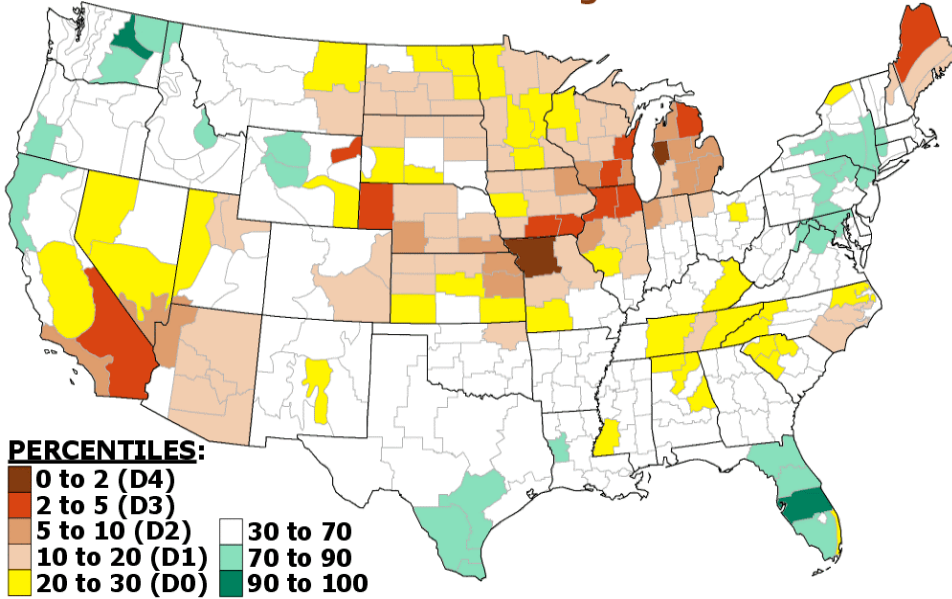 PERCENTILES:
0 to 2 (D4)
2 to 5 (D3)
5 to 10 (D2)
10 to 20 (D1)
20 to 30 (D0)
30 to 70
70 to 90
90 to 100